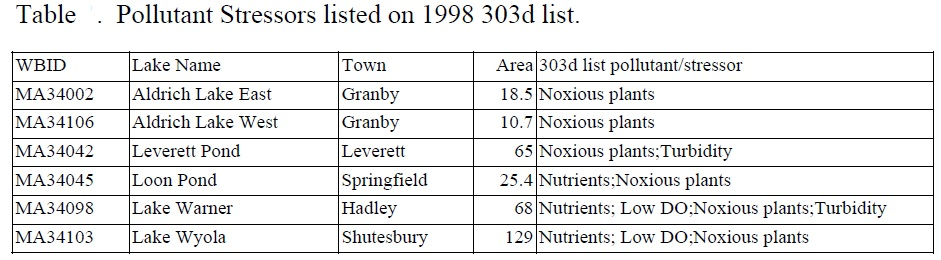 Table . Pollutant Stressors listed on 1998 303d list.
WBID Lake Name Town Area 303d list pollutant/stressor
MA34002 Aldrich Lake East Granby 18.5 Noxious plants
MA34106 Aldrich Lake West Granby 10.7 Noxious plants
MA34042 Leverett Pond Leverett 65 Noxious plants;Turbidity
MA34045 Loon Pond Springfield 25.4 Nutrients;Noxious plants
MA34098 Lake Warner Hadley 68 Nutrients; Low DO;Noxious plants;Turbidity
MA34103 Lake Wyola Shutesbury 129 Nutrients; Low DO;Noxious plants